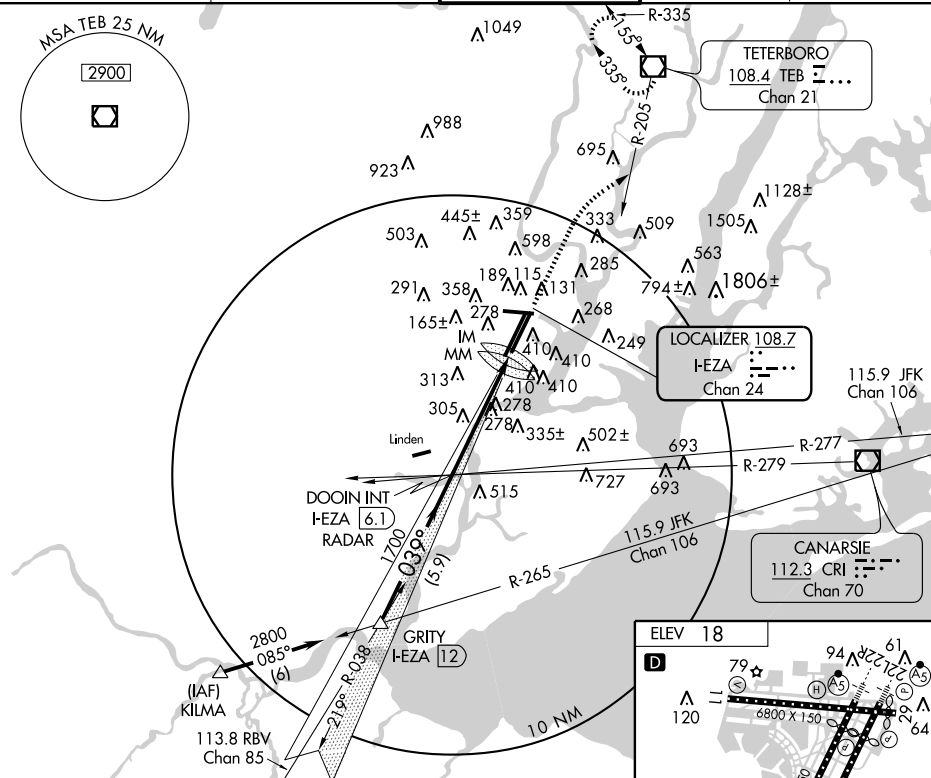 MSA TEB 25 NM
2900
1049
R-335
155°
335°
TETERBORO
108.4 TEB
Chan 21
R-205
988
923
695
1128±
1505
445±
359
503
598
333
509
563
285
794±
1806±
189
115
131
291
358
268
165±
278
IM
MM
410
410
249
LOCALIZER 108.7
I-EZA
Chan 24
313
410
410
115.9 JFK
Chan 106
305
278
278
335±
502±
693
R-277
Linden
R-279
727
693
515
DOOIN INT
I-EZA 6.1
RADAR
1700
039°
(5.9)
115.9 JFK
Chan 106
R-265
CANARSIE
112.3 CRI
Chan 70
2800
085°
(6)
GRITY
I-EZA 12
(IAF)
KILMA
219°
R-038
113.8 RBV
Chan 85
10 NM
ELEV 18
D
79
94
61
22R
22L
V
H
A5
P
A5
120
11
6800 X 150
29
64
P
P